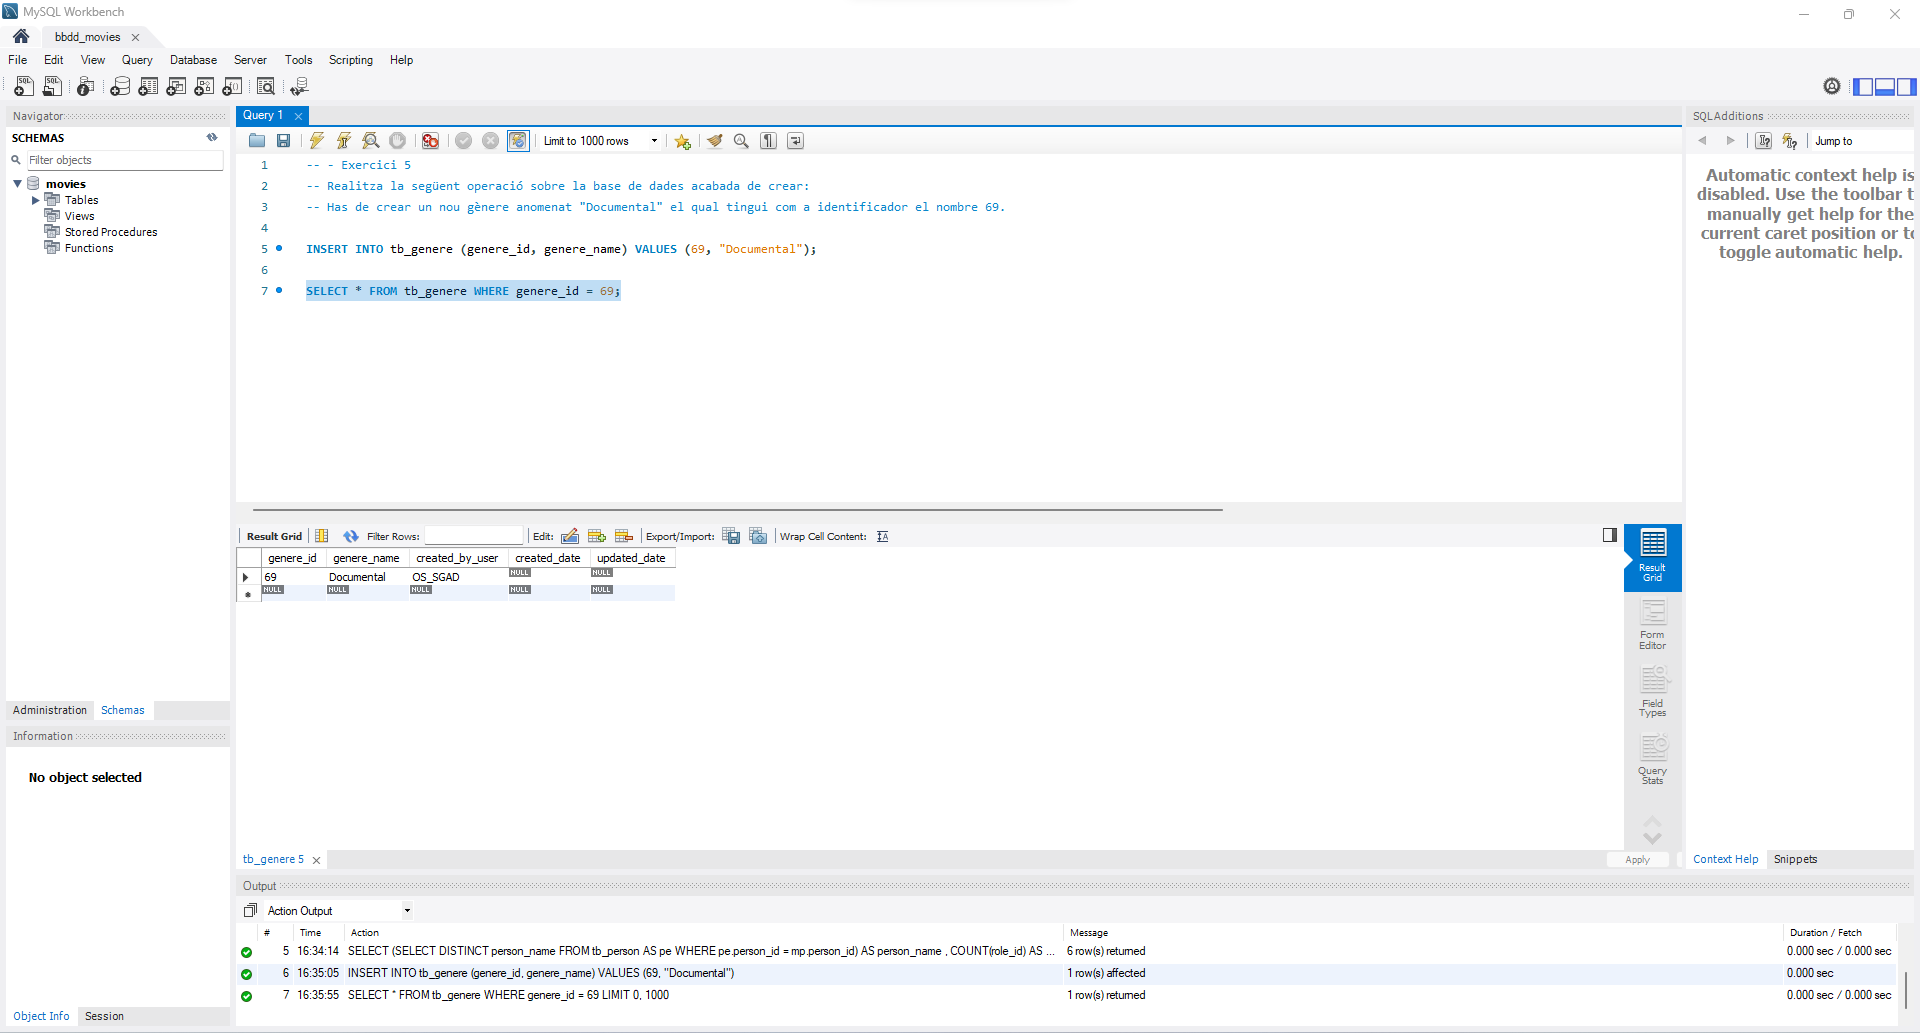 MySQL Workbench
bbdd_movies
File Edit View Query Database Server Tools Scripting Help
Navigator
SCHEMAS
Filter objects
movies
Tables
Views
Stored Procedures
Functions
Administration Schemas
Information
No object selected
Object Info Session
Query 1
Limit to 1000 rows
1 -- - Exercici 5
2 -- Realitza la següent operació sobre la base de dades acabada de crear:
3 -- Has de crear un nou gènere anomenat "Documental" el qual tingui com a identificador el nombre 69.
4
5 INSERT INTO tb_genere (genere_id, genere_name) VALUES (69, "Documental");
6
7 SELECT * FROM tb_genere WHERE genere_id = 69;
Result Grid Filter Rows: Edit: Export/Import: Wrap Cell Content:
genere_id genere_name created_by_user created_date updated_date
69 Documental OS_SGAD NULL NULL
NULL NULL NULL NULL NULL
Result
Grid
Form
Editor
Field
Types
Query
Stats
tb_genere 5
Apply
SQLAdditions
Jump to
Automatic context help is
disabled. Use the toolbar t
manually get help for the
current caret position or to
toggle automatic help.
Context Help Snippets
Output
Action Output
# Time Action Message Duration / Fetch
5 16:34:14 SELECT (SELECT DISTINCT person_name FROM tb_person AS pe WHERE pe.person_id = mp.person_id) AS person_name , COUNT(role_id) AS ... 6 row(s) returned 0.000 sec / 0.000 sec
6 16:35:05 INSERT INTO tb_genere (genere_id, genere_name) VALUES (69, "Documental") 1 row(s) affected 0.000 sec
7 16:35:55 SELECT * FROM tb_genere WHERE genere_id = 69 LIMIT 0, 1000 1 row(s) returned 0.000 sec / 0.000 sec